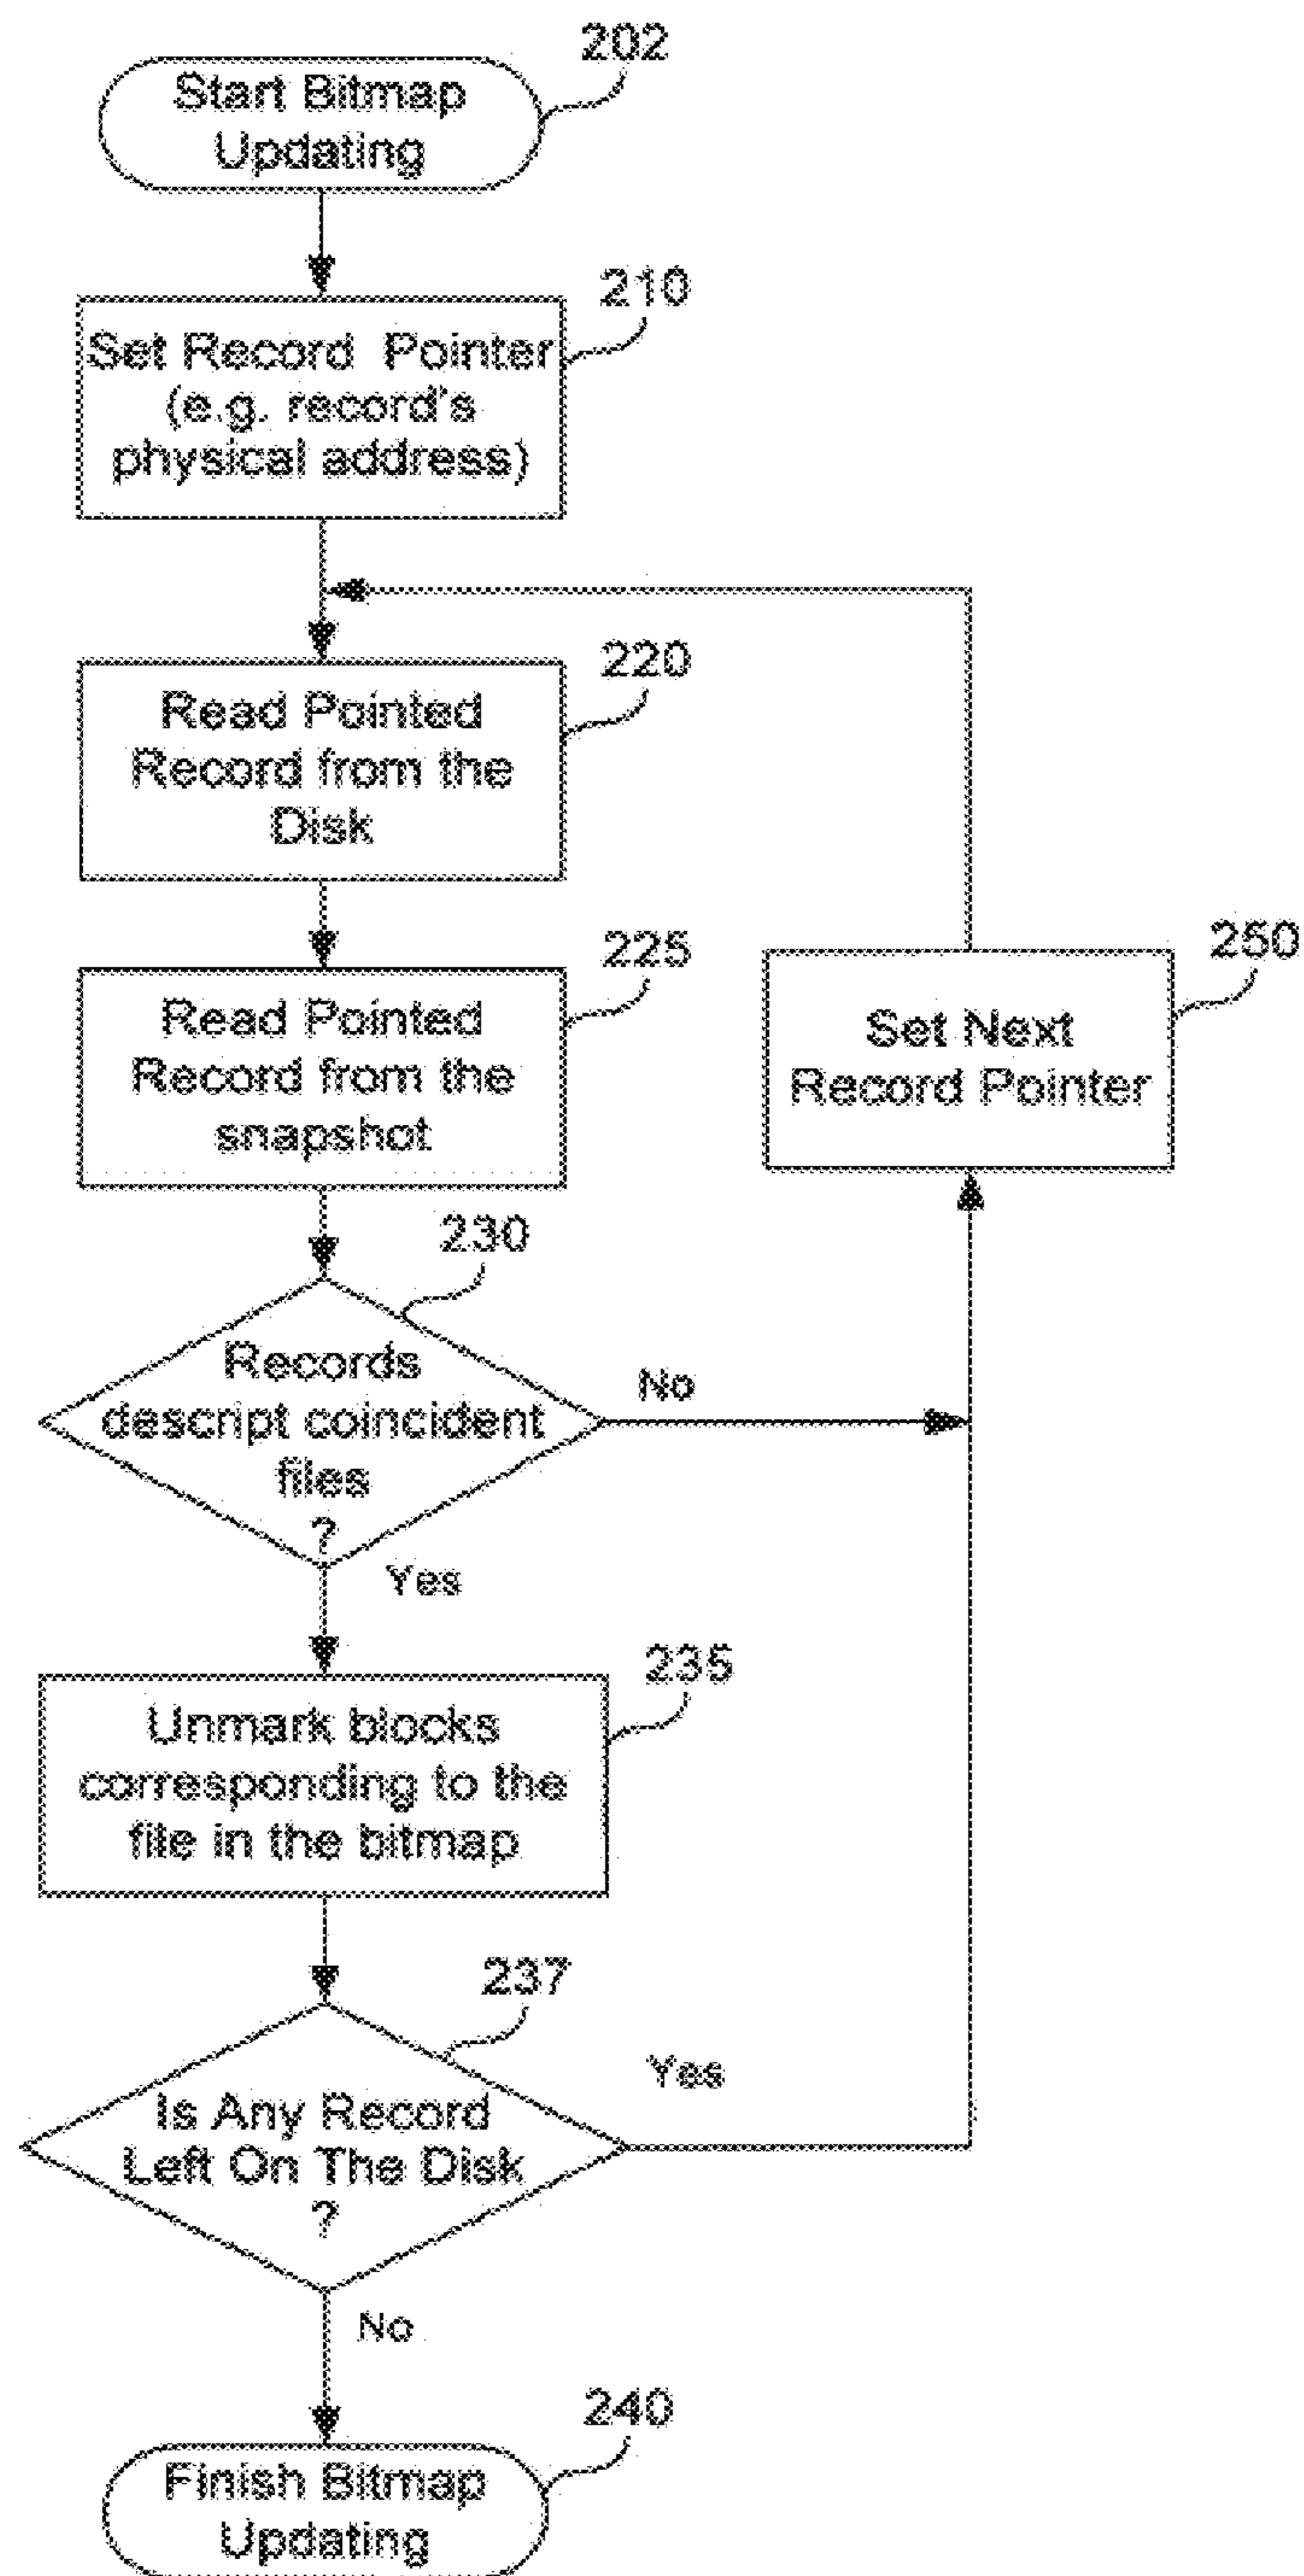 202
Start Bitmap
Updating
210
Set Record Pointer
(e.g. record's
physical address)
220
Read Pointed
Record from the
Disk
225
Read Pointed
Record from the
snapshot
250
Set Next
Record Pointer
230
Records
descript coincident
files
?
No
Yes
235
Unmark blocks
corresponding to the
file in the bitmap
237
Is Any Record
Left On The Disk
?
Yes
No
240
Finish Bitmap
Updating